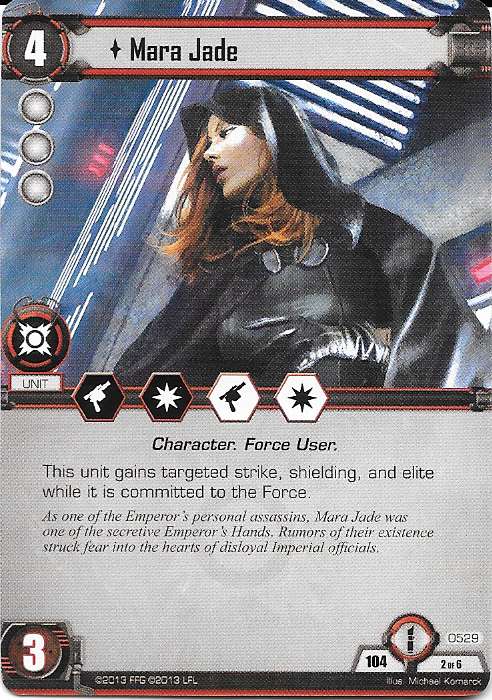 4
Mara Jade
UNIT
Character. Force User.
This unit gains targeted strike, shielding, and elite
while it is committed to the Force.
As one of the Emperor's personal assassins, Mara Jade was
one of the secretive Emperor's Hands. Rumors of their existence
struck fear into the hearts of disloyal Imperial officials.
3
©2013 FFG ©2013 LFL
104
2 OF 6
0529
Illus. Michael Komarck